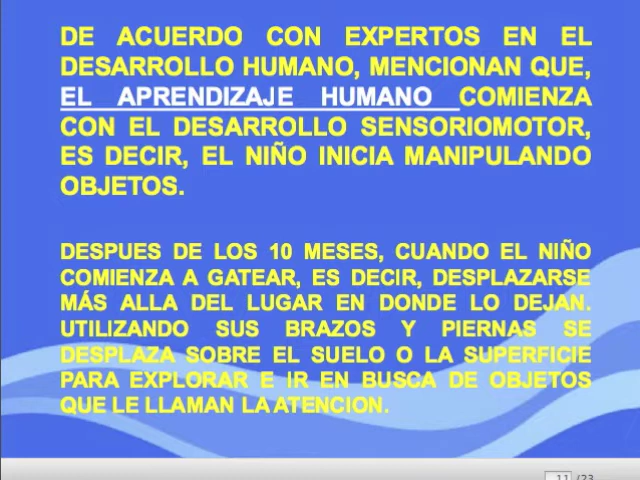 DE ACUERDO CON EXPERTOS EN EL
DESARROLLO HUMANO, MENCIONAN QUE,
EL APRENDIZAJE HUMANO COMIENZA
CON EL DESARROLLO SENSORIOMOTOR,
ES DECIR, EL NIÑO INICIA MANIPULANDO
OBJETOS.
DESPUES DE LOS 10 MESES, CUANDO EL NIÑO
COMIENZA A GATEAR, ES DECIR, DESPLAZARSE
MÁS ALLA DEL LUGAR EN DONDE LO DEJAN.
UTILIZANDO SUS BRAZOS Y PIERNAS SE
DESPLAZA SOBRE EL SUELO O LA SUPERFICIE
PARA EXPLORAR E IR EN BUSCA DE OBJETOS
QUE LE LLAMAN LA ATENCION.
11 /23